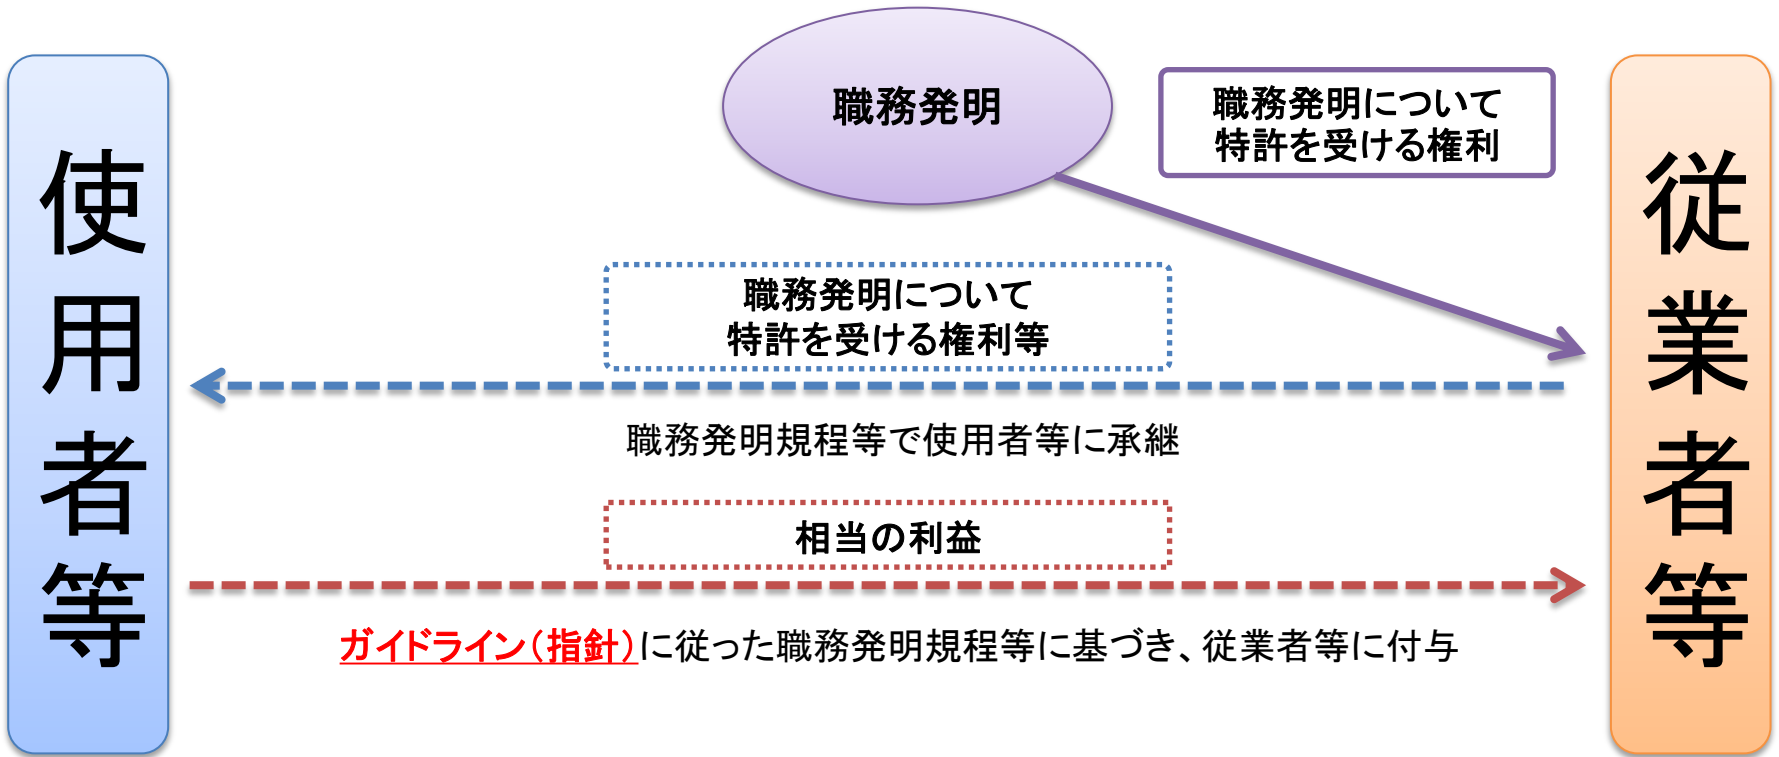 職務発明
職務発明について
特許を受ける権利
使用者等
従業者等
職務発明について
特許を受ける権利等
職務発明規程等で使用者等に承継
相当の利益
ガイドライン(指針)に従った職務発明規程等に基づき、従業者等に付与